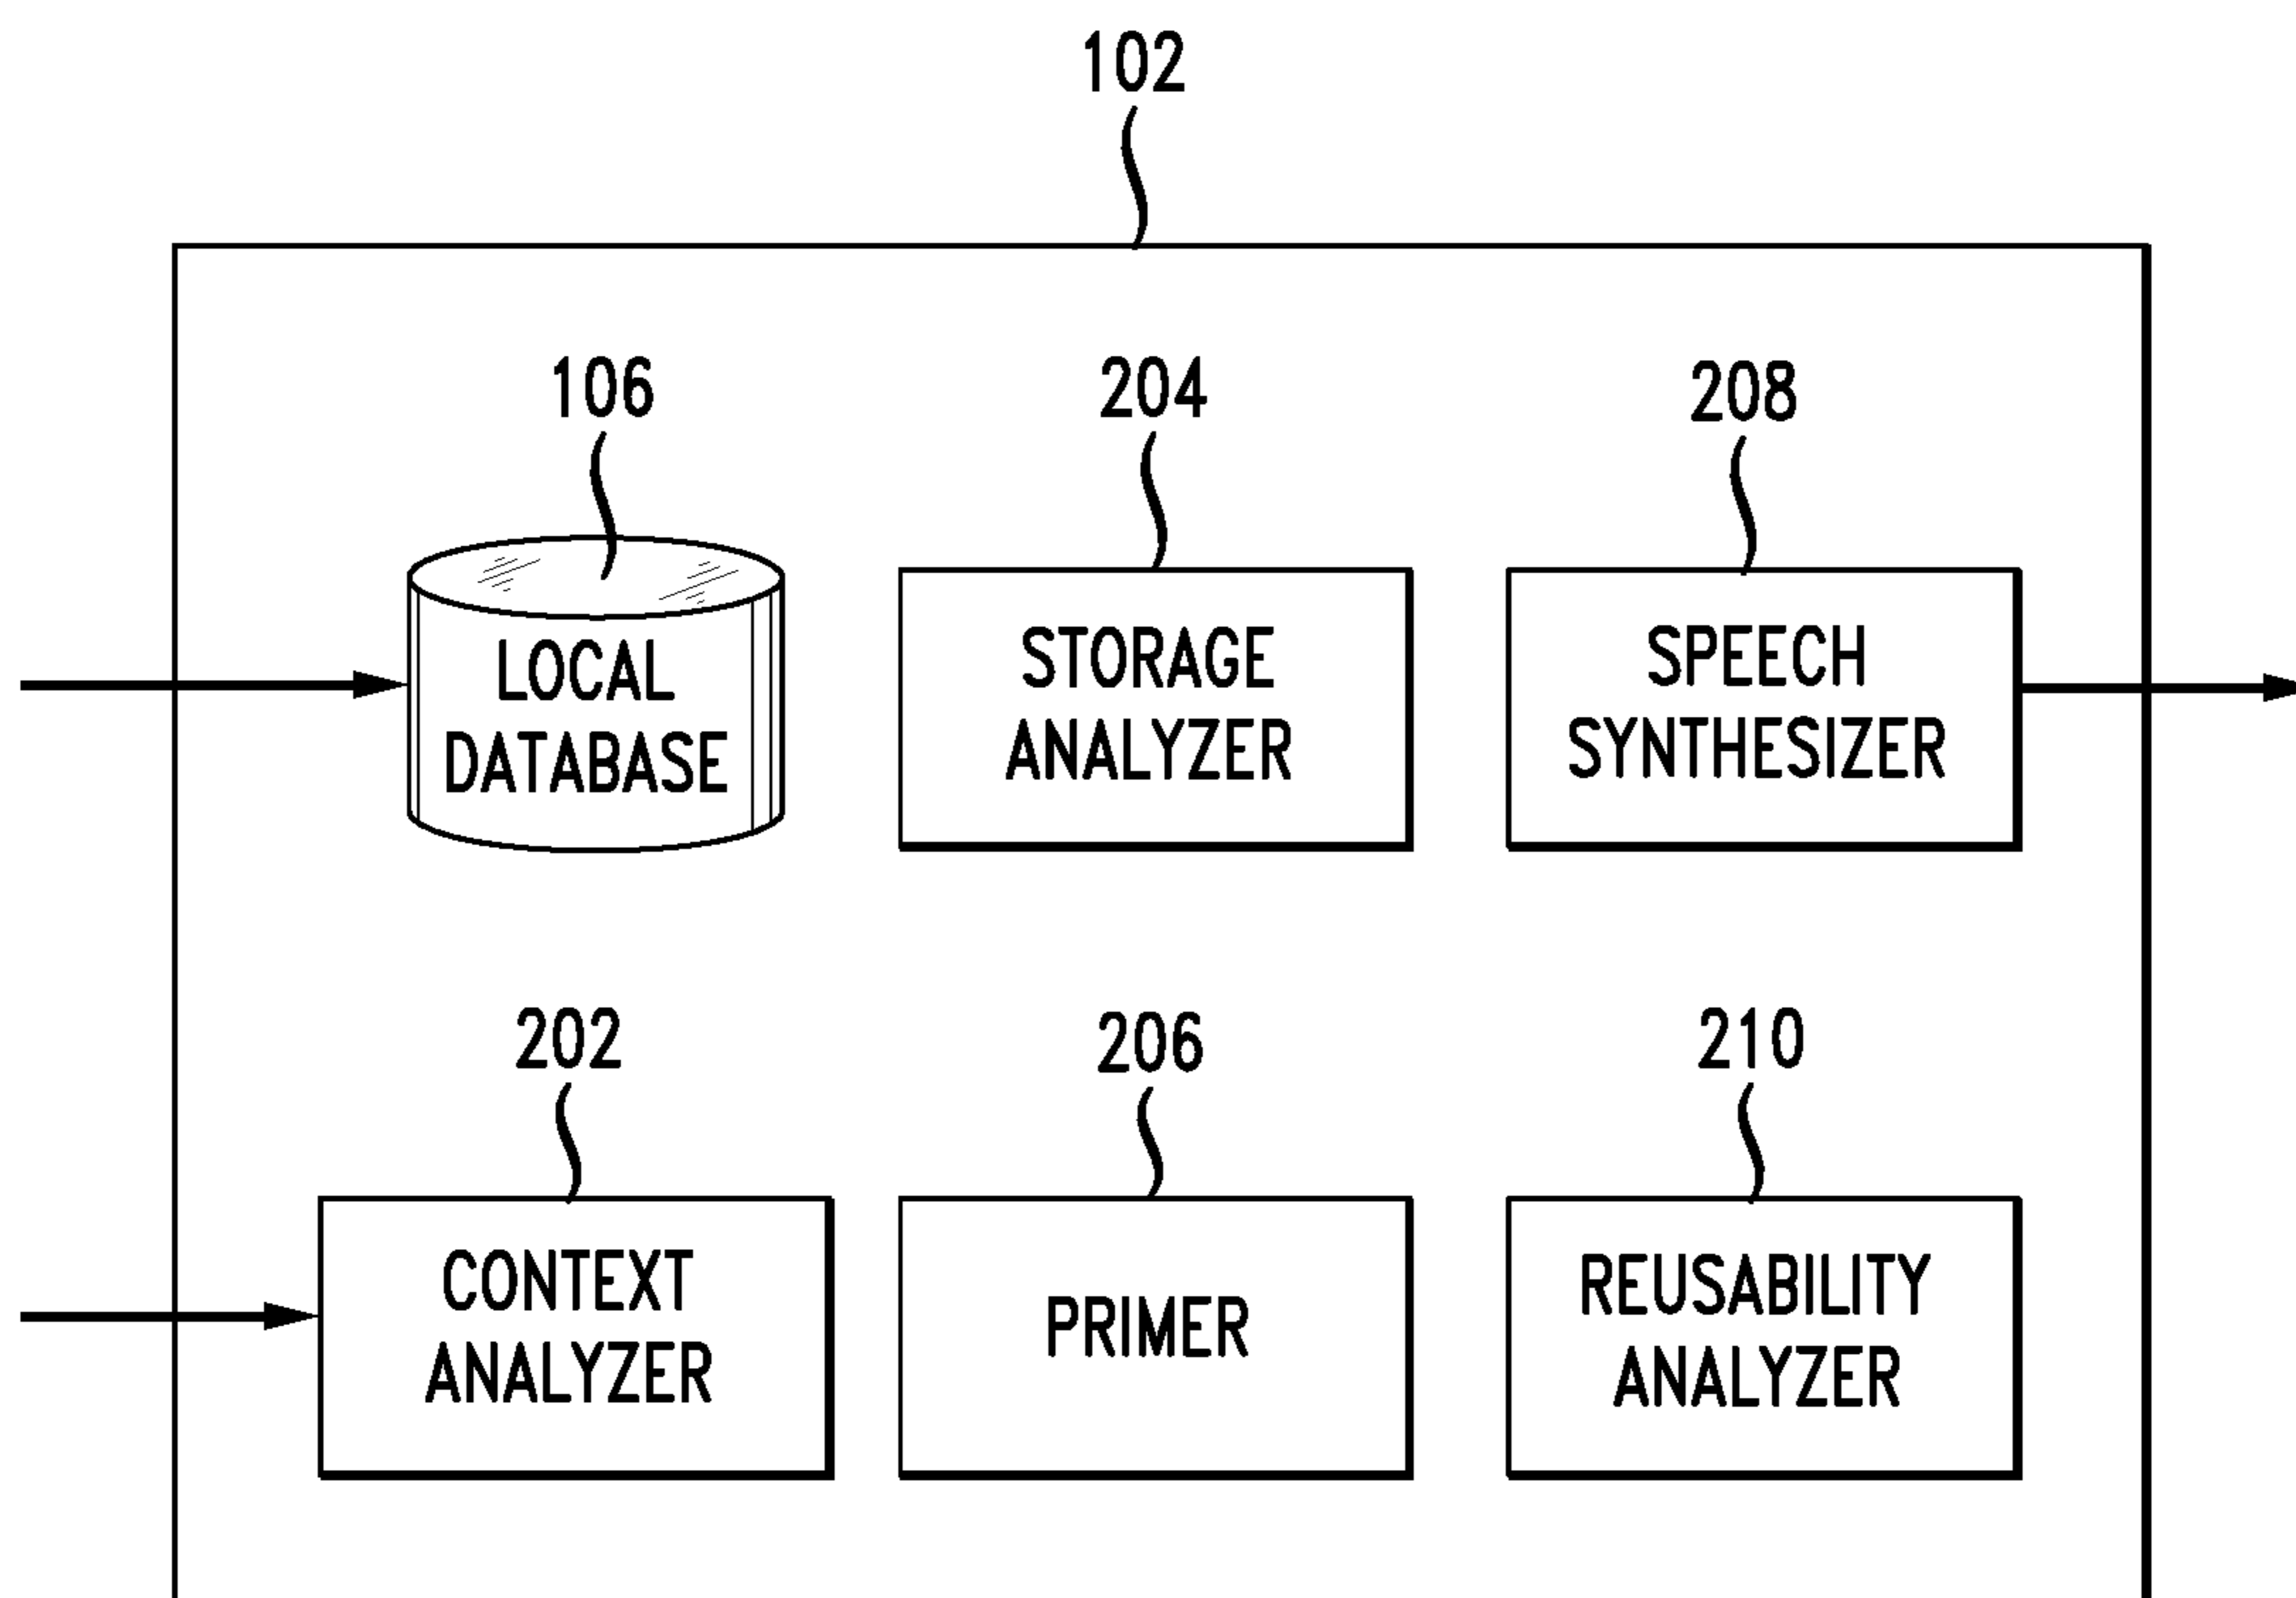 102
106
204
208
LOCAL
DATABASE
STORAGE
ANALYZER
SPEECH
SYNTHESIZER
202
206
210
CONTEXT
ANALYZER
PRIMER
REUSABILITY
ANALYZER